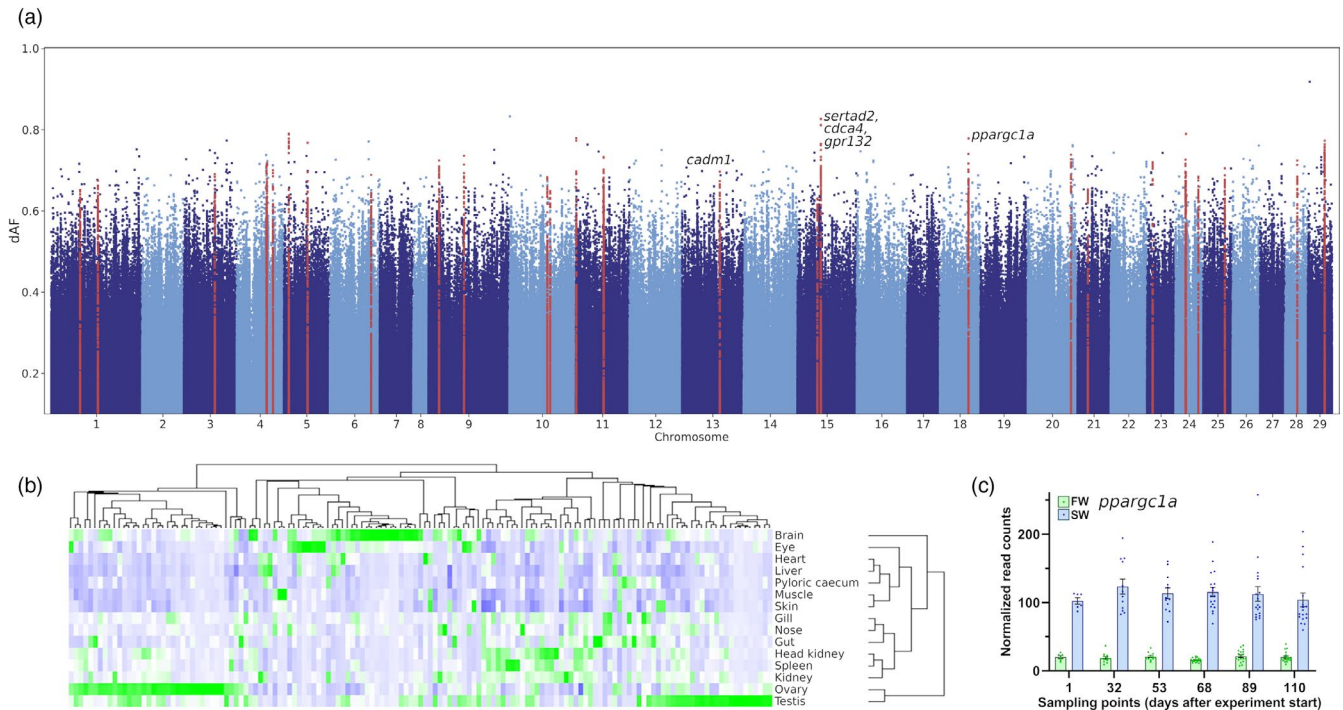 (a)
1.0
0.8
0.6
0.4
0.2
dAF
cadm1
sertad2,
cdca4,
gpr132
ppargc1a
1 2 3 4 5 6 7 8 9 10 11 12 13 14 15 16 17 18 19 20 21 22 23 24 25 26 27 28 29
Chromosome
(b)
Brain
Eye
Heart
Liver
Pyloric caecum
Muscle
Skin
Gill
Nose
Gut
Head kidney
Spleen
Kidney
Ovary
Testis
(c)
FW
SW
ppargc1a
200
100
0
Normalized read counts
1 32 53 68 89 110
Sampling points (days after experiment start)